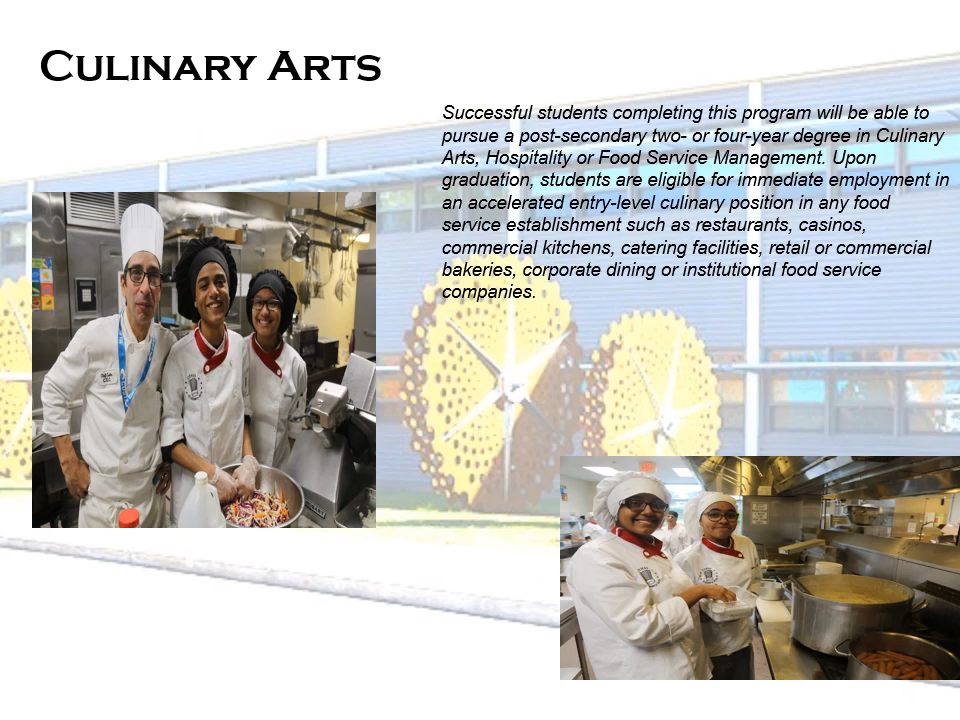 Culinary Arts
Successful students completing this program will be able to
pursue a post-secondary two- or four-year degree in Culinary
Arts, Hospitality or Food Service Management. Upon
graduation, students are eligible for immediate employment in
an accelerated entry-level culinary position in any food
service establishment such as restaurants, casinos,
commercial kitchens, catering facilities, retail or commercial
bakeries, corporate dining or institutional food service
companies.